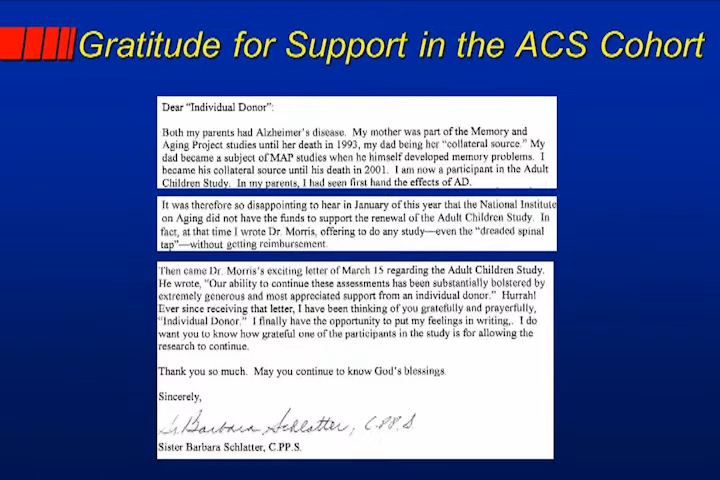 Gratitude for Support in the ACS Cohort
Dear "Individual Donor":
Both my parents had Alzheimer's disease. My mother was part of the Memory and
Aging Project studies until her death in 1993, my dad being her "collateral source." My
dad became a subject of MAP studies when he himself developed memory problems. I
became his collateral source until his death in 2001. I am now a participant in the Adult
Children Study. In my parents, I had seen first hand the effects of AD.
It was therefore so disappointing to hear in January of this year that the National Institute
on Aging did not have the funds to support the renewal of the Adult Children Study. In
fact, at that time I wrote Dr. Morris, offering to do any study—even the "dreaded spinal
tap"—without getting reimbursement.
Then came Dr. Morris's exciting letter of March 15 regarding the Adult Children Study.
He wrote, "Our ability to continue these assessments has been substantially bolstered by
extremely generous and most appreciated support from an individual donor." Hurrah!
Ever since receiving that letter, I have been thinking of you gratefully and prayerfully,
"Individual Donor." I finally have the opportunity to put my feelings in writing,. I do
want you to know how grateful one of the participants in the study is for allowing the
research to continue.
Thank you so much. May you continue to know God's blessings.
Sincerely,
Sr. Barbara Schlatter, C.PP.S
Sister Barbara Schlatter, C.PP.S.